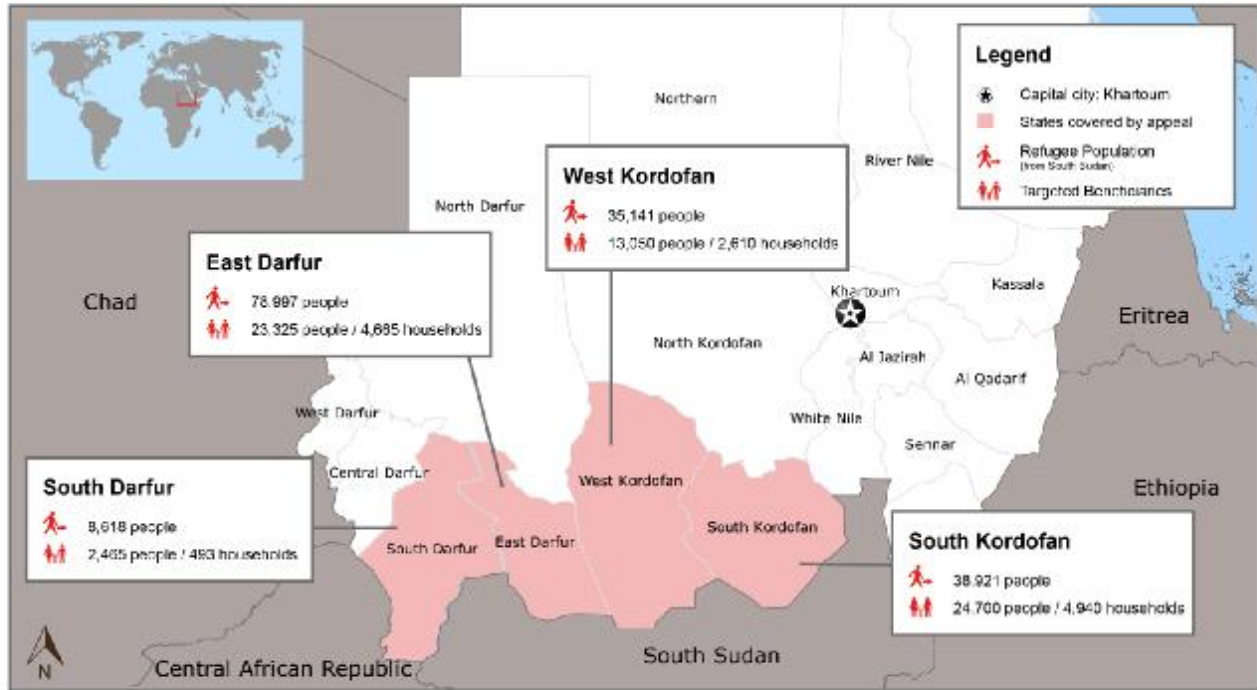 Legend
Capital city: Khartoum
States covered by appeal
Refugee Population
(from South Sudan)
Targeted Beneficiaries
Northern
River Nile
West Kordofan
35,141 people
13,050 people / 2,610 households
North Darfur
East Darfur
78,997 people
23,325 people / 4,665 households
Chad
Khartoum
Kassala
Eritrea
North Kordofan
Al Jazirah
Al Qadarif
West Darfur
White Nile
Sennar
Central Darfur
South Darfur
8,618 people
2,465 people / 493 households
West Kordofan
Ethiopia
South Kordofan
South Darfur
East Darfur
South Kordofan
38,921 people
24,700 people / 4,940 households
N
Central African Republic
South Sudan